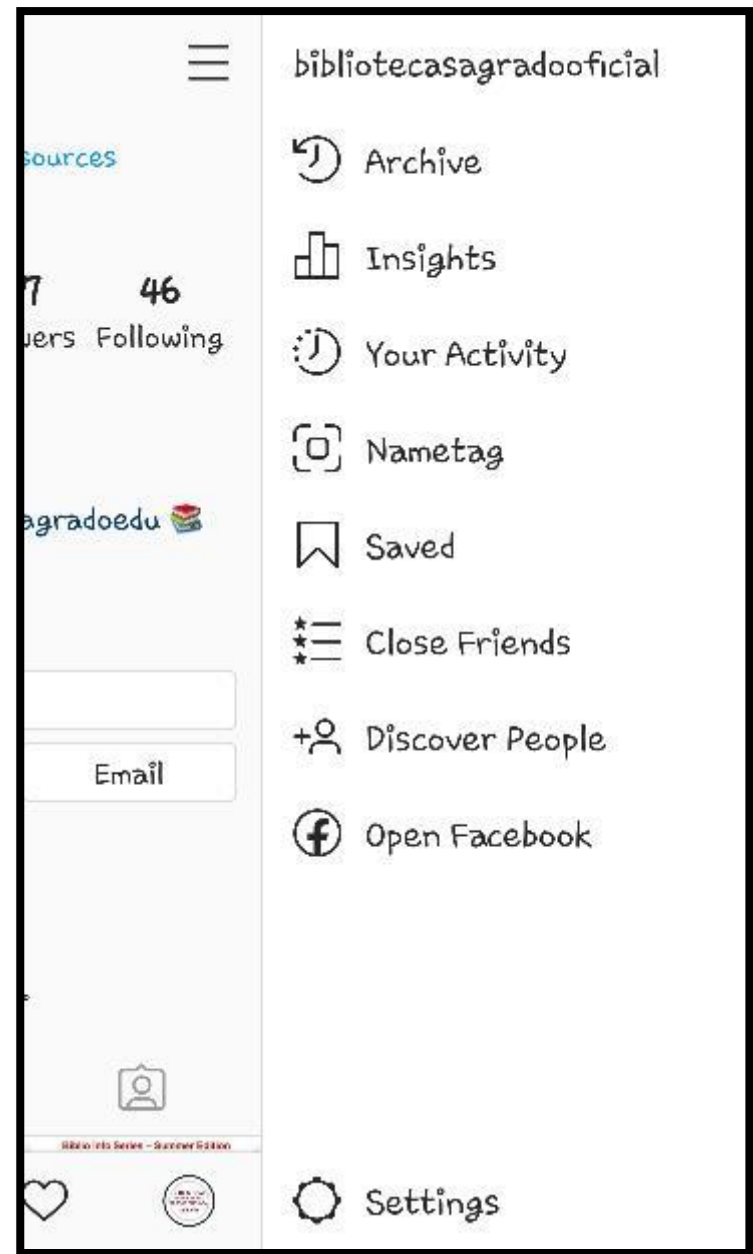 bibliotecasagradooficial
sources
Archive
Insights
7 46
wers Following
Your Activity
Nametag
agradoedu
Saved
Close Friends
Discover People
Email
Open Facebook
Biblio Info Series - Summer Edition
Settings